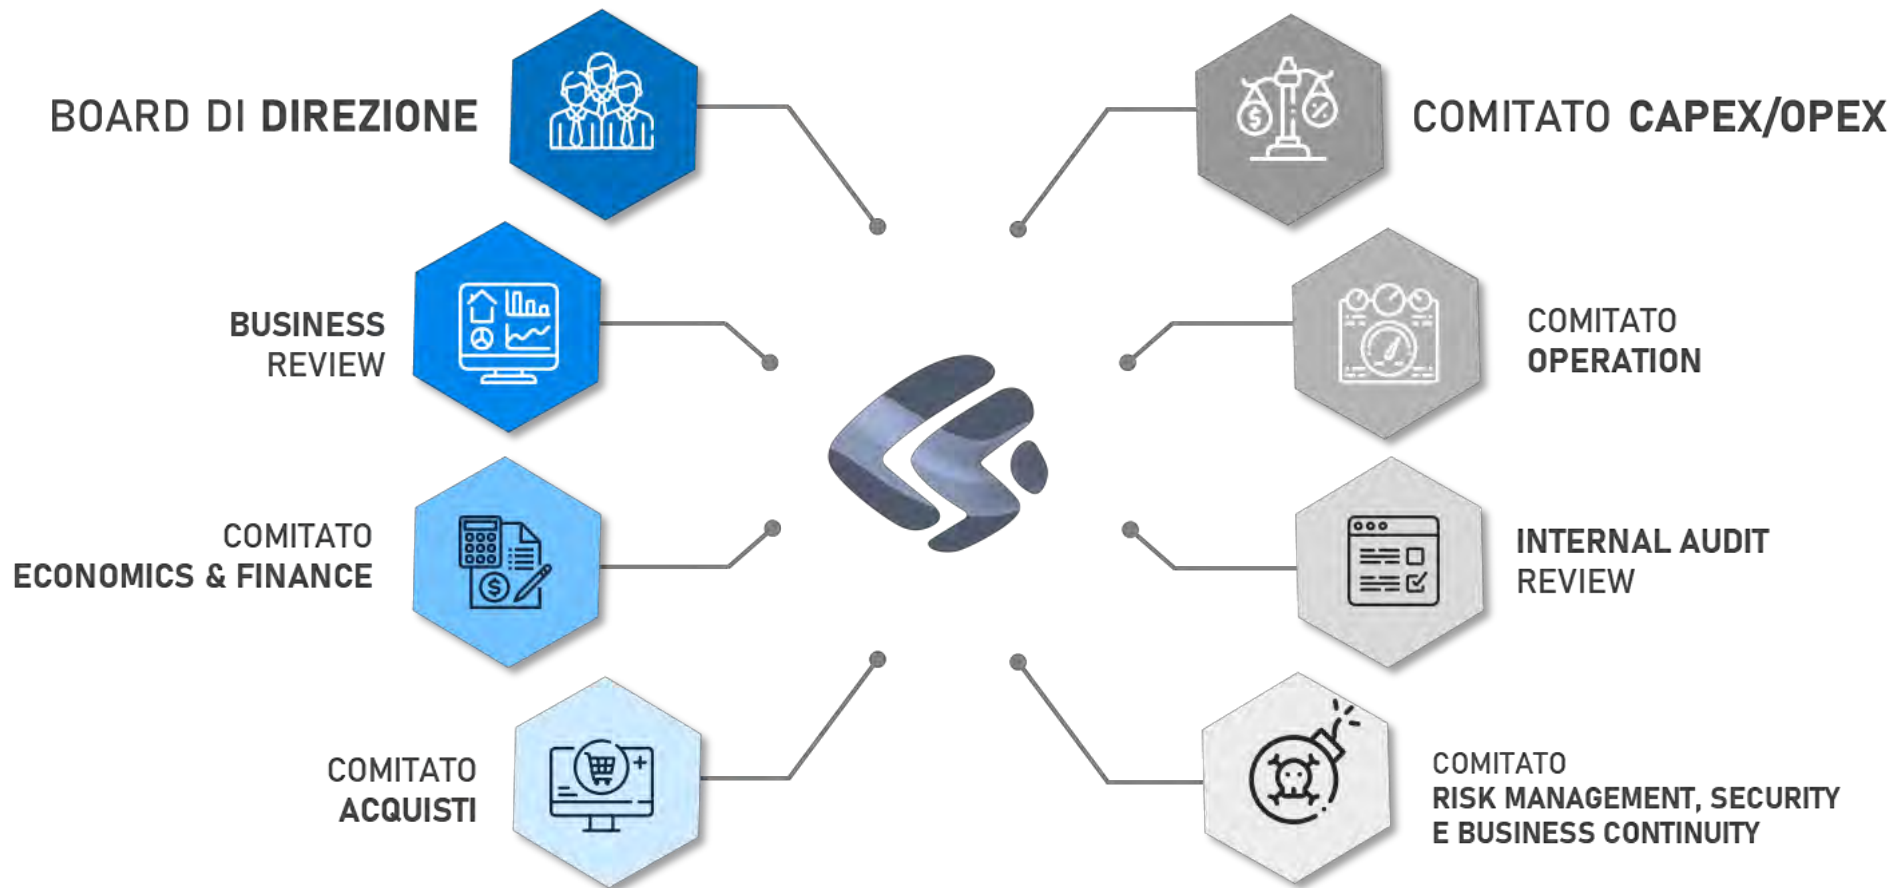 BOARD DI DIREZIONE
BUSINESS
REVIEW
COMITATO
ECONOMICS & FINANCE
COMITATO
ACQUISTI
COMITATO CAPEX/OPEX
COMITATO
OPERATION
INTERNAL AUDIT
REVIEW
COMITATO
RISK MANAGEMENT, SECURITY
E BUSINESS CONTINUITY